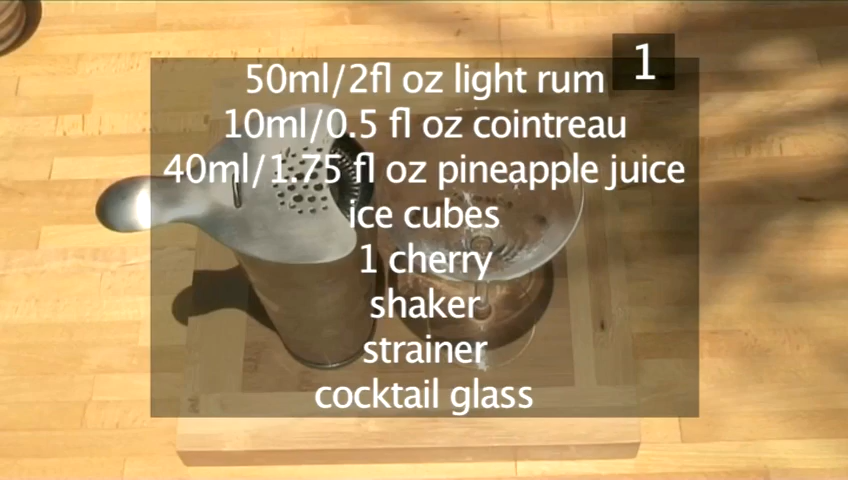 1
50ml/2fl oz light rum
10ml/0.5 fl oz cointreau
40ml/1.75 fl oz pineapple juice
ice cubes
1 cherry
shaker
strainer
cocktail glass